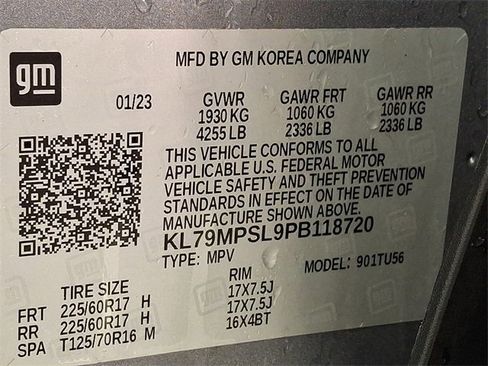 gm
MFD BY GM KOREA COMPANY
01/23 GVWR GAWR FRT GAWR RR
1930 KG 1060 KG 1060 KG
4255 LB 2336 LB 2336 LB
THIS VEHICLE CONFORMS TO ALL
APPLICABLE U.S. FEDERAL MOTOR
VEHICLE SAFETY AND THEFT PREVENTION
STANDARDS IN EFFECT ON THE DATE OF
MANUFACTURE SHOWN ABOVE.
KL79MPSL9PB118720
TYPE: MPV MODEL: 901TU56
TIRE SIZE RIM
FRT 225/60R17 H 17X7.5J
RR 225/60R17 H 17X7.5J
SPA T125/70R16 M 16X4BT